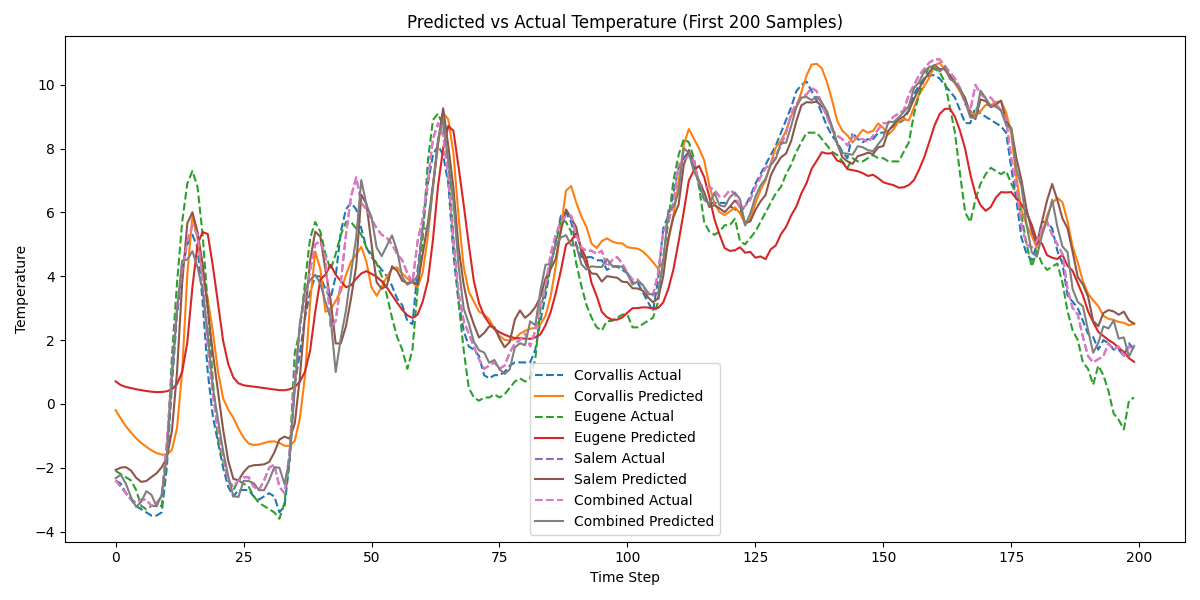 Predicted vs Actual Temperature (First 200 Samples)
Temperature
10
8
6
4
2
0
−2
−4
Corvallis Actual
Corvallis Predicted
Eugene Actual
Eugene Predicted
Salem Actual
Salem Predicted
Combined Actual
Combined Predicted
0 25 50 75 100 125 150 175 200
Time Step